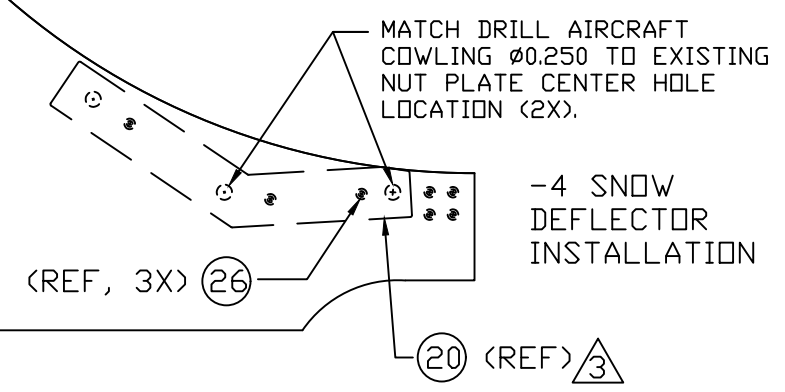 MATCH DRILL AIRCRAFT
COWLING Ø0.250 TO EXISTING
NUT PLATE CENTER HOLE
LOCATION (2X).
-4 SNOW
DEFLECTOR
INSTALLATION
(REF, 3X) 26
20 (REF) 3